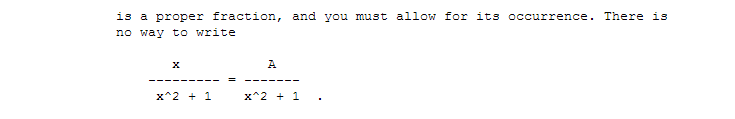 is a proper fraction, and you must allow for its occurrence. There is
no way to write
x A
--------- = -------
x^2 + 1 x^2 + 1 .